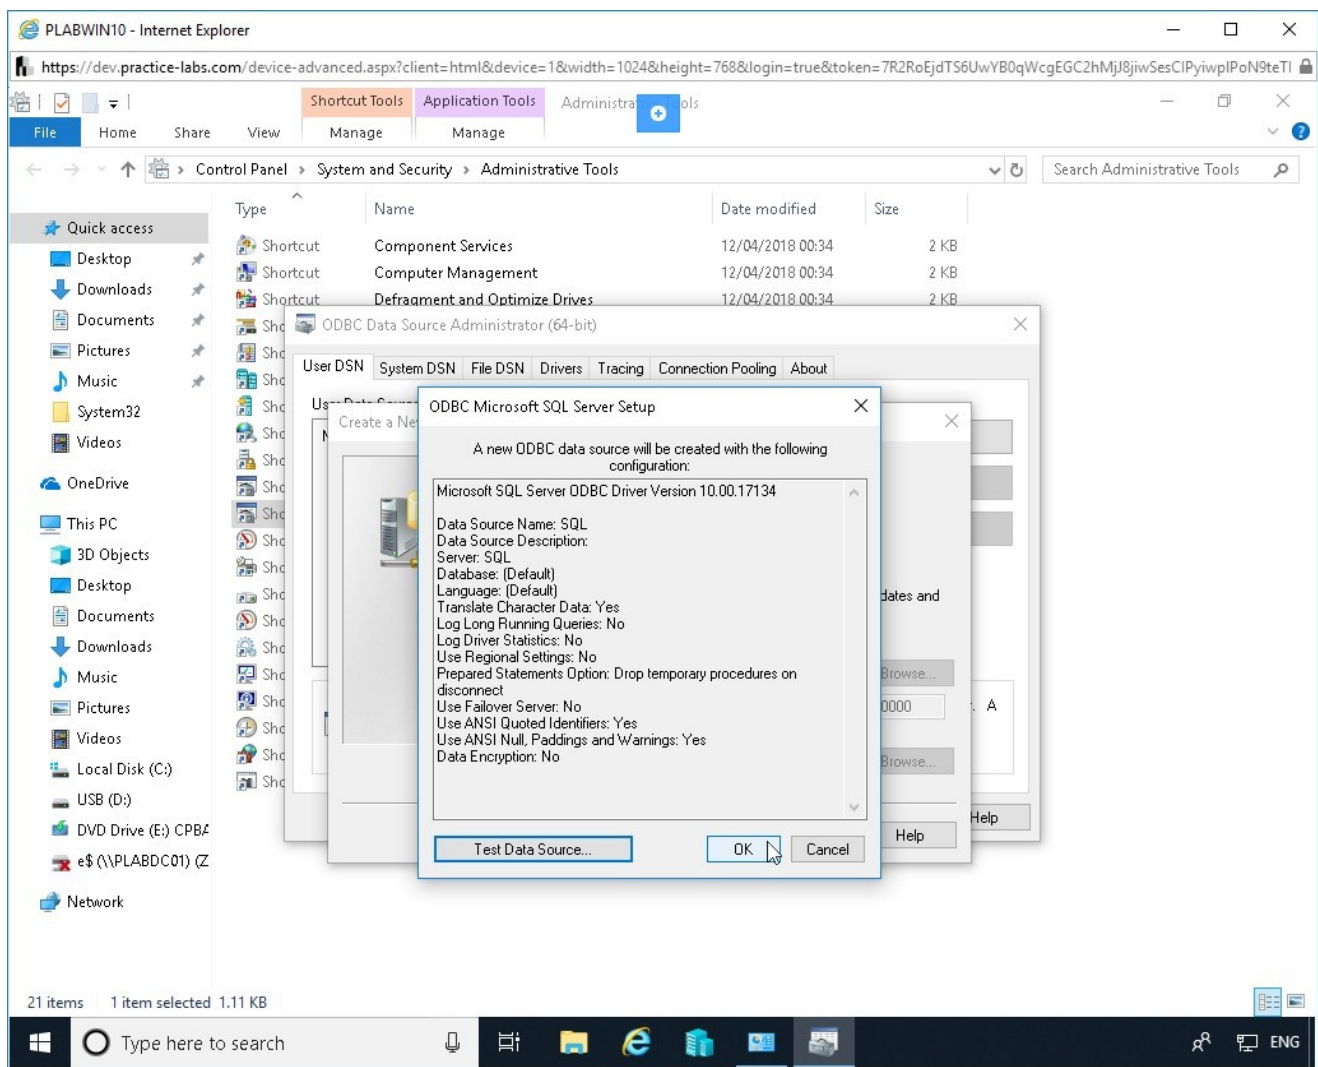 PLABWIN10 - Internet Explorer
https://dev.practice-labs.com/device-advanced.aspx?client=html&device=1&width=1024&height=768&login=true&token=7R2RoEjdTS6UwYB0qWcgEGC2hMjJ8jiwSesCIPyiwpIPoN9teTI
Shortcut Tools Application Tools
File Home Share View Manage Manage
Control Panel > System and Security > Administrative Tools
Search Administrative Tools
Type Name Date modified Size
Quick access
Desktop
Downloads
Documents
Pictures
Music
System32
Videos
OneDrive
This PC
3D Objects
Desktop
Documents
Downloads
Music
Pictures
Videos
Local Disk (C:)
USB (D:)
DVD Drive (E:) CPBA
e$ (\\PLABDC01) (Z
Network
Shortcut Component Services 12/04/2018 00:34 2 KB
Shortcut Computer Management 12/04/2018 00:34 2 KB
Shortcut Defragment and Optimize Drives 12/04/2018 00:34 2 KB
ODBC Data Source Administrator (64-bit)
User DSN System DSN File DSN Drivers Tracing Connection Pooling About
Create a Ne
ODBC Microsoft SQL Server Setup
A new ODBC data source will be created with the following
configuration:
Microsoft SQL Server ODBC Driver Version 10.00.17134
Data Source Name: SQL
Data Source Description:
Server: SQL
Database: (Default)
Language: (Default)
Translate Character Data: Yes
Log Long Running Queries: No
Log Driver Statistics: No
Use Regional Settings: No
Prepared Statements Option: Drop temporary procedures on
disconnect
Use Failover Server: No
Use ANSI Quoted Identifiers: Yes
Use ANSI Null, Paddings and Warnings: Yes
Data Encryption: No
Test Data Source... OK Cancel
dates and
Browse...
0000
. A
Browse...
Help
Help
21 items 1 item selected 1.11 KB
Type here to search
ENG